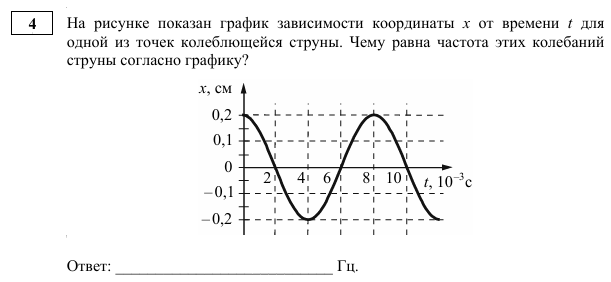 4
На рисунке показан график зависимости координаты x от времени t для
одной из точек колеблющейся струны. Чему равна частота этих колебаний
струны согласно графику?
x, см
0,2
0,1
0
2 4 6 8 10 t, 10⁻³с
–0,1
–0,2
Ответ: ___________________________ Гц.